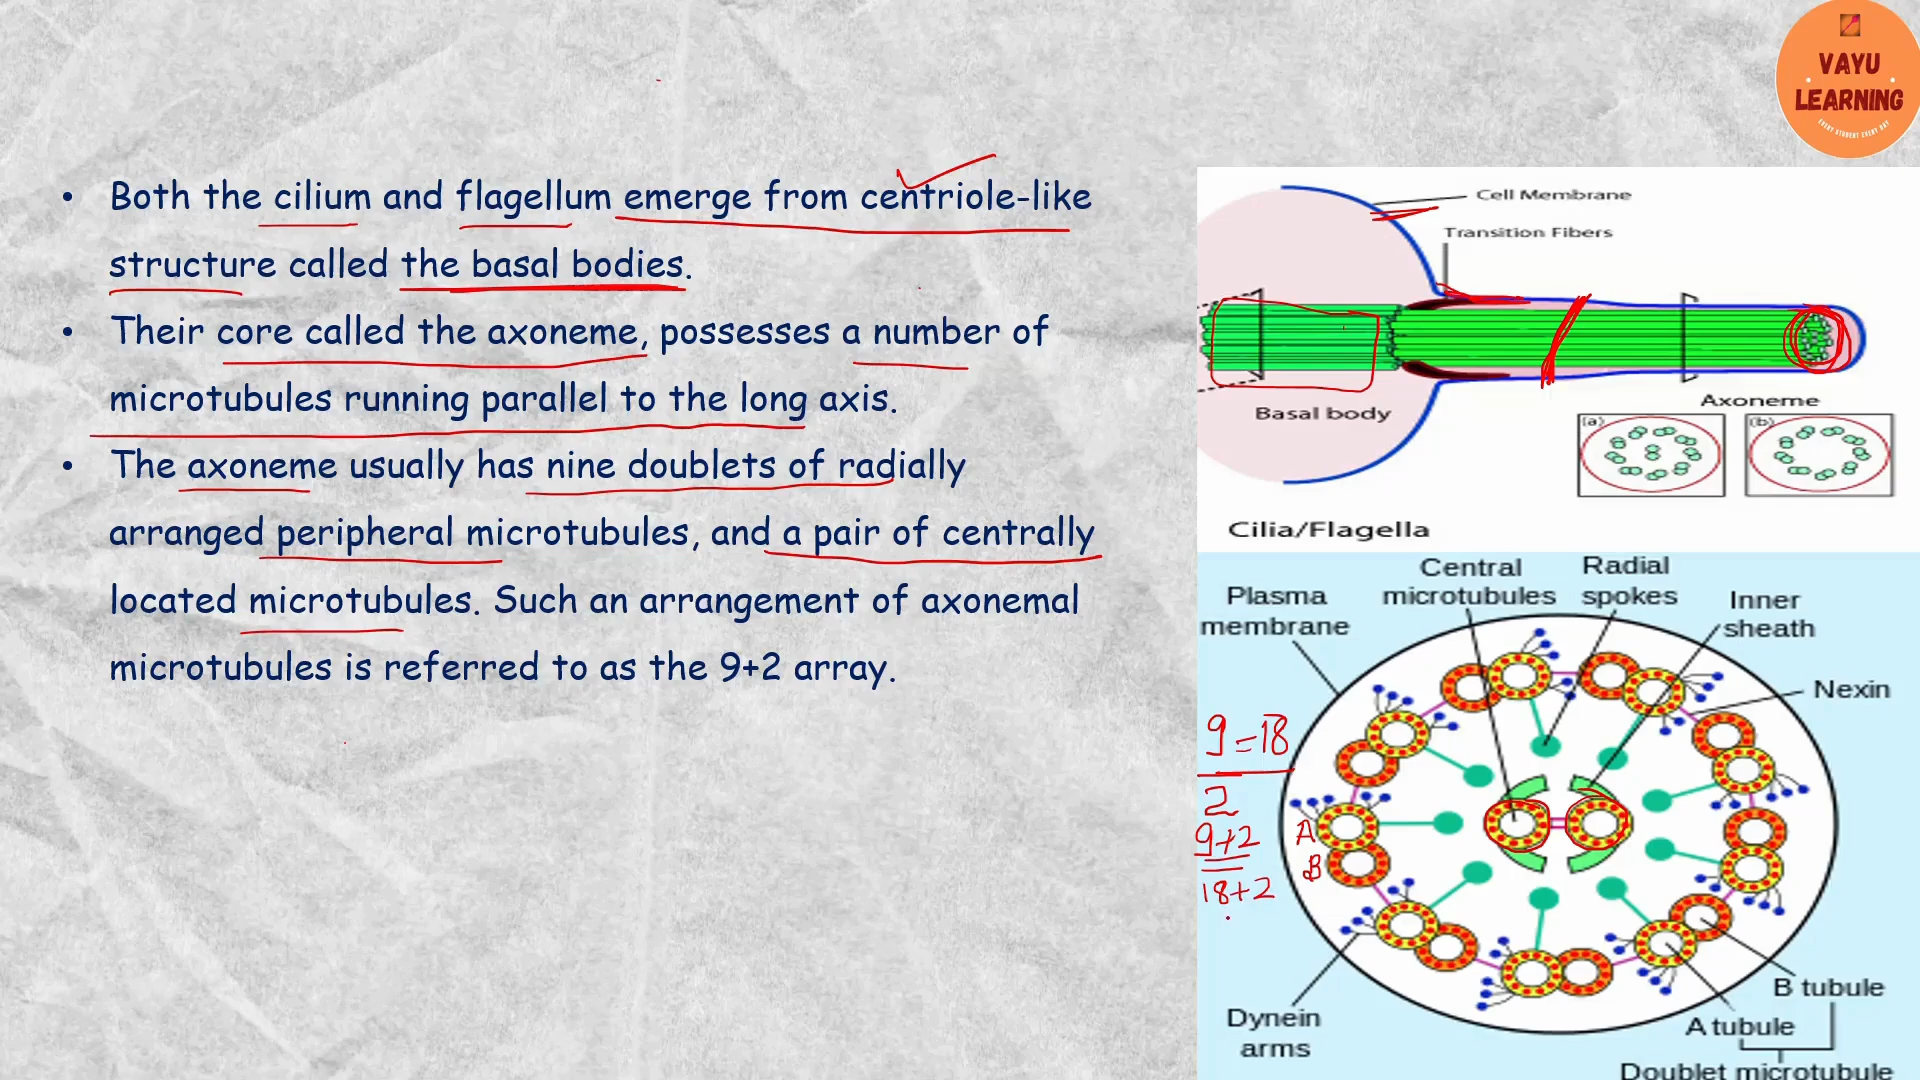 VAYU
LEARNING
EVERY STUDENT EVERY DAY
• Both the cilium and flagellum emerge from centriole-like
structure called the basal bodies.
• Their core called the axoneme, possesses a number of
microtubules running parallel to the long axis.
• The axoneme usually has nine doublets of radially
arranged peripheral microtubules, and a pair of centrally
located microtubules. Such an arrangement of axonemal
microtubules is referred to as the 9+2 array.
Cell Membrane
Transition Fibers
Basal body
Axoneme
(a)
(b)
Cilia/Flagella
Central
microtubules
Radial
spokes
Plasma
membrane
Inner
sheath
Nexin
9=18
2
9+2
18+2
A
B
Dynein
arms
B tubule
A tubule
Doublet microtubule